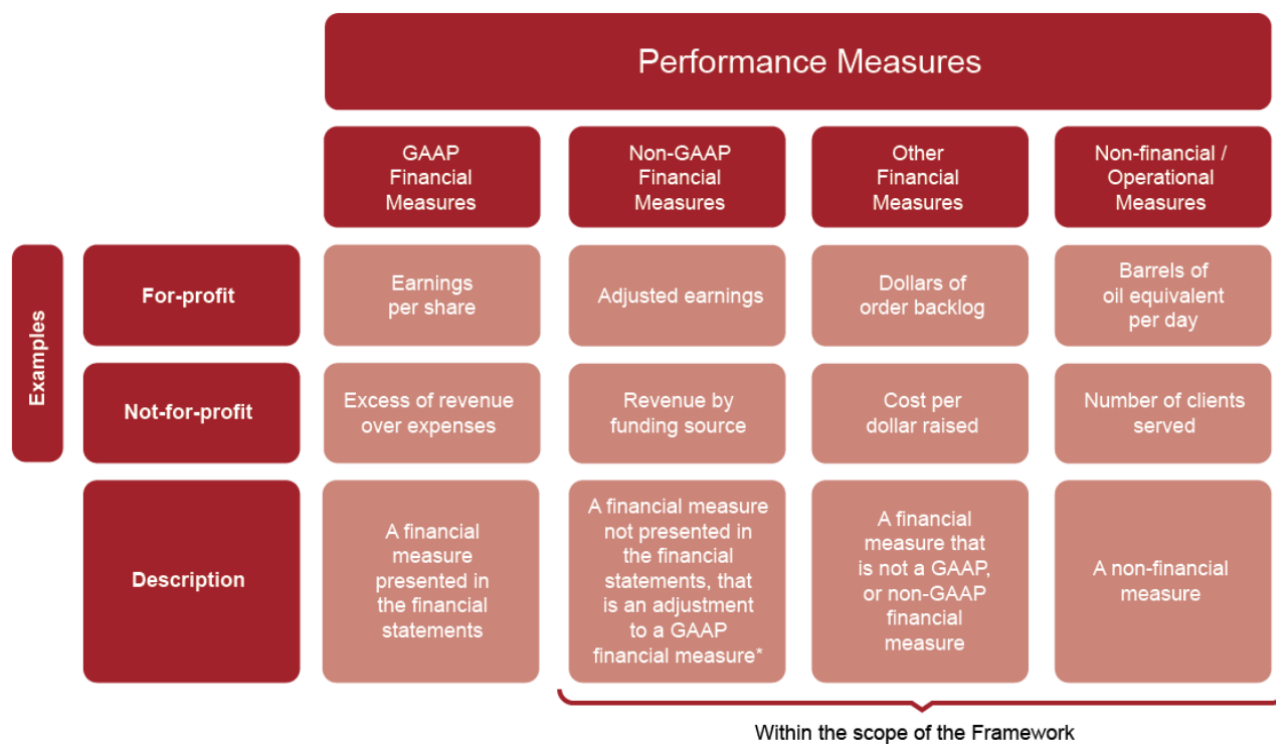 Performance Measures
GAAP
Financial
Measures
Non-GAAP
Financial
Measures
Other
Financial
Measures
Non-financial /
Operational
Measures
Examples
For-profit
Earnings
per share
Adjusted earnings
Dollars of
order backlog
Barrels of
oil equivalent
per day
Not-for-profit
Excess of revenue
over expenses
Revenue by
funding source
Cost per
dollar raised
Number of clients
served
Description
A financial
measure
presented in
the financial
statements
A financial measure
not presented in
the financial
statements, that
is an adjustment
to a GAAP
financial measure*
A financial
measure that
is not a GAAP,
or non-GAAP
financial
measure
A non-financial
measure
Within the scope of the Framework